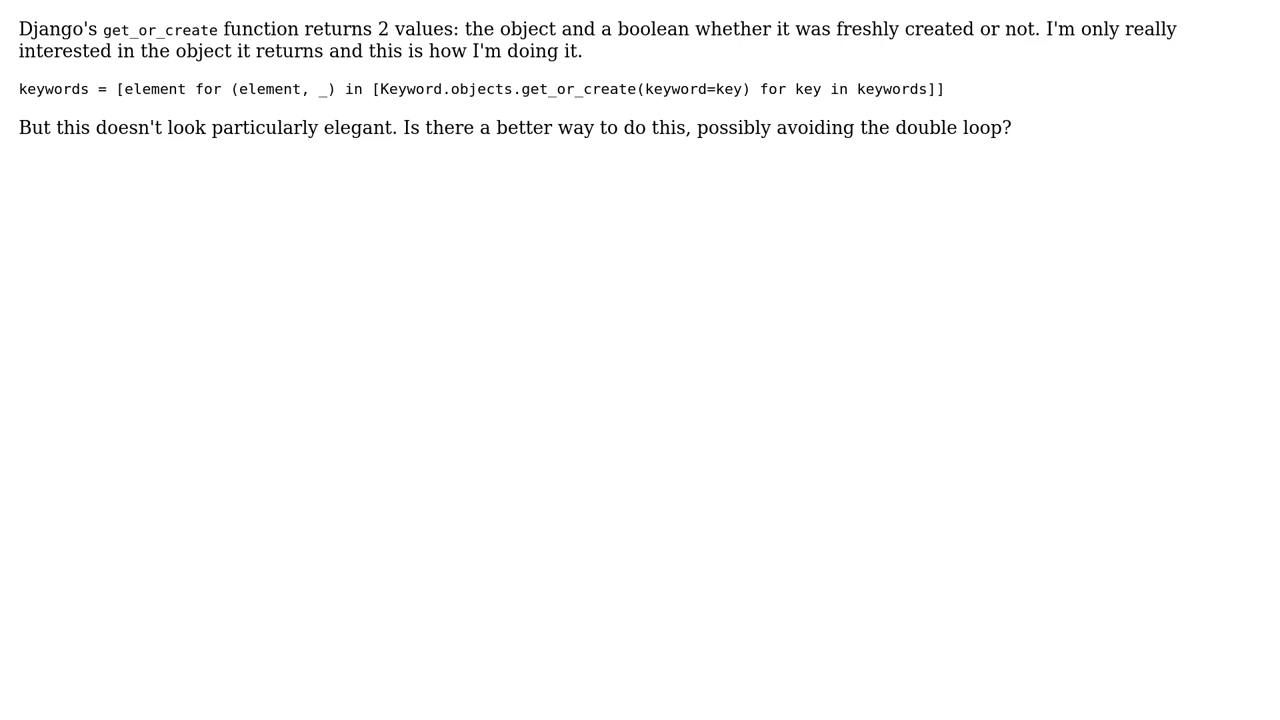 Django's get_or_create function returns 2 values: the object and a boolean whether it was freshly created or not. I'm only really
interested in the object it returns and this is how I'm doing it.
keywords = [element for (element, _) in [Keyword.objects.get_or_create(keyword=key) for key in keywords]]
But this doesn't look particularly elegant. Is there a better way to do this, possibly avoiding the double loop?